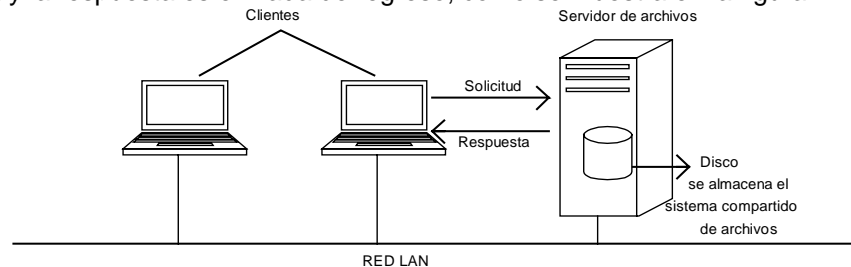 Clientes
Servidor de archivos
Solicitud
Respuesta
Disco
se almacena el
sistema compartido
de archivos
RED LAN